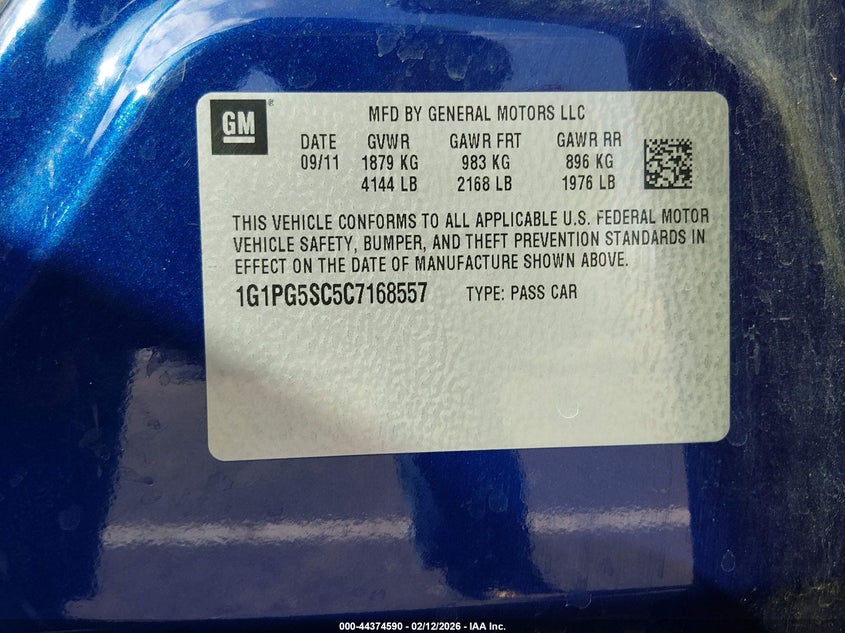 GM
MFD BY GENERAL MOTORS LLC
DATE GVWR GAWR FRT GAWR RR
09/11 1879 KG 983 KG 896 KG
4144 LB 2168 LB 1976 LB
THIS VEHICLE CONFORMS TO ALL APPLICABLE U.S. FEDERAL MOTOR
VEHICLE SAFETY, BUMPER, AND THEFT PREVENTION STANDARDS IN
EFFECT ON THE DATE OF MANUFACTURE SHOWN ABOVE.
1G1PG5SC5C7168557 TYPE: PASS CAR
000-44374590 - 02/12/2026 - IAA Inc.